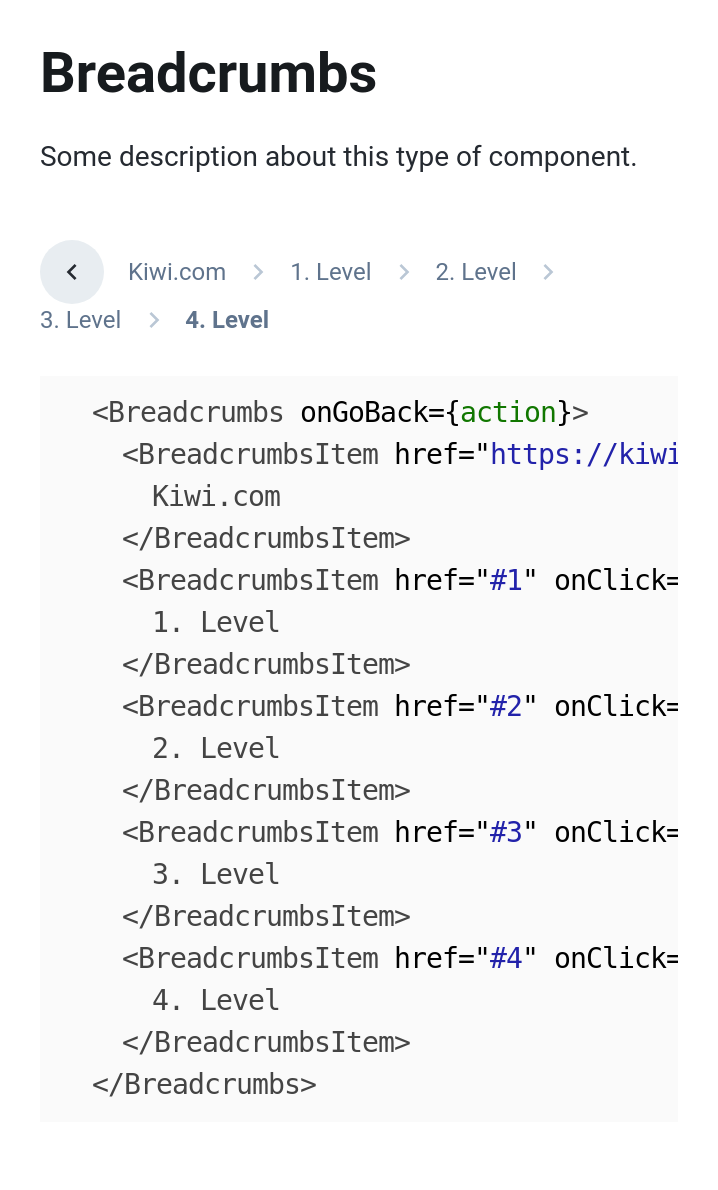 Breadcrumbs
Some description about this type of component.
Kiwi.com 1. Level 2. Level
3. Level 4. Level
<Breadcrumbs onGoBack={action}>
<BreadcrumbsItem href="https://kiwi
Kiwi.com
</BreadcrumbsItem>
<BreadcrumbsItem href="#1" onClick=
1. Level
</BreadcrumbsItem>
<BreadcrumbsItem href="#2" onClick=
2. Level
</BreadcrumbsItem>
<BreadcrumbsItem href="#3" onClick=
3. Level
</BreadcrumbsItem>
<BreadcrumbsItem href="#4" onClick=
4. Level
</BreadcrumbsItem>
</Breadcrumbs>